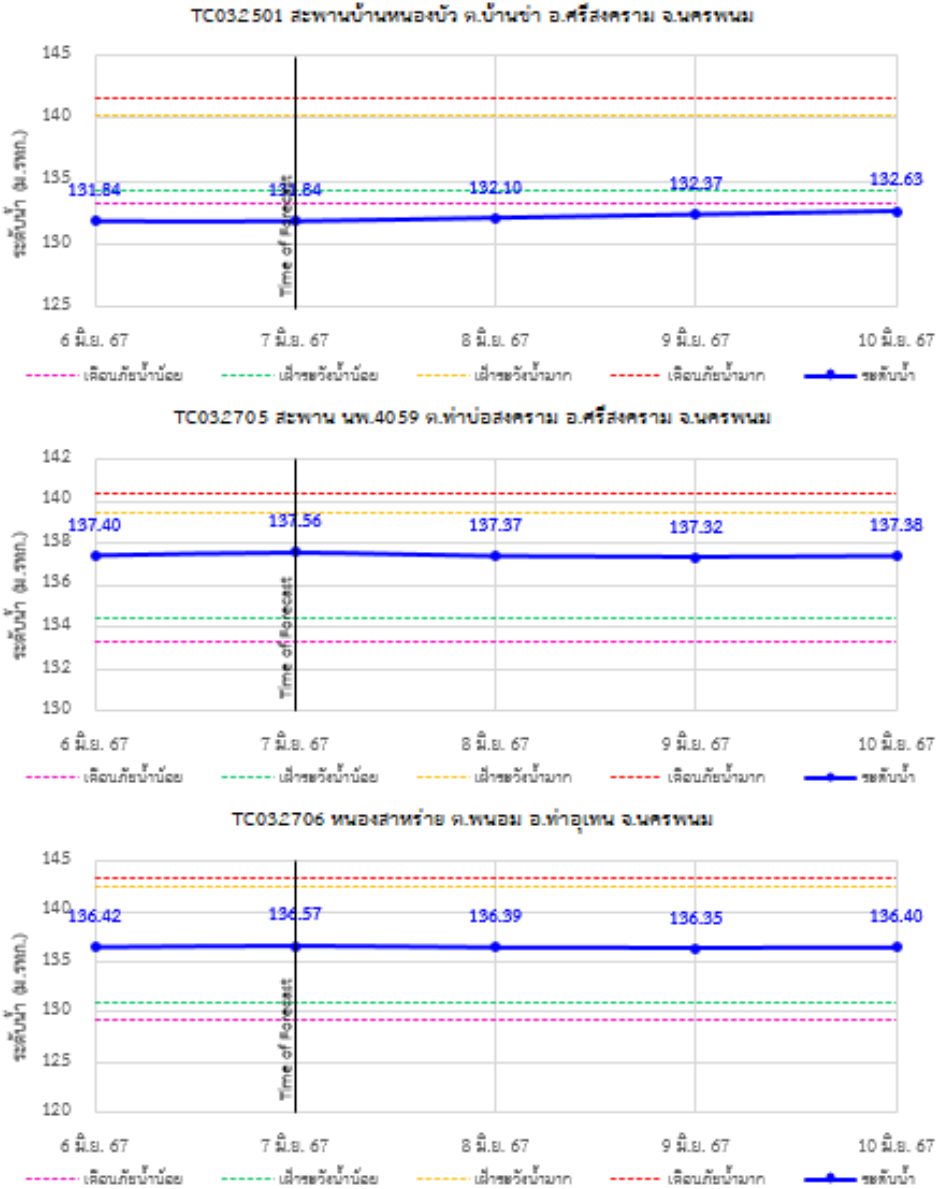 TC032501 สะพานบ้านหนองบัว ต.บ้านข่า อ.ศรีสงคราม จ.นครพนม
ระดับน้ำ (ม.รทก.)
145
140
135
130
125
131.84
131.84
132.10
132.37
132.63
Time of Forecast
6 มิ.ย. 67 7 มิ.ย. 67 8 มิ.ย. 67 9 มิ.ย. 67 10 มิ.ย. 67
เตือนภัยน้ำน้อย เฝ้าระวังน้ำน้อย เฝ้าระวังน้ำมาก เตือนภัยน้ำมาก ระดับน้ำ
TC032705 สะพาน นพ.4059 ต.ท่าบ่อสงคราม อ.ศรีสงคราม จ.นครพนม
ระดับน้ำ (ม.รทก.)
142
140
138
136
134
132
130
137.40
137.56
137.37
137.32
137.38
Time of Forecast
6 มิ.ย. 67 7 มิ.ย. 67 8 มิ.ย. 67 9 มิ.ย. 67 10 มิ.ย. 67
เตือนภัยน้ำน้อย เฝ้าระวังน้ำน้อย เฝ้าระวังน้ำมาก เตือนภัยน้ำมาก ระดับน้ำ
TC032706 หนองสาหร่าย ต.พนอม อ.ท่าอุเทน จ.นครพนม
ระดับน้ำ (ม.รทก.)
145
140
135
130
125
120
136.42
136.57
136.39
136.35
136.40
Time of Forecast
6 มิ.ย. 67 7 มิ.ย. 67 8 มิ.ย. 67 9 มิ.ย. 67 10 มิ.ย. 67
เตือนภัยน้ำน้อย เฝ้าระวังน้ำน้อย เฝ้าระวังน้ำมาก เตือนภัยน้ำมาก ระดับน้ำ